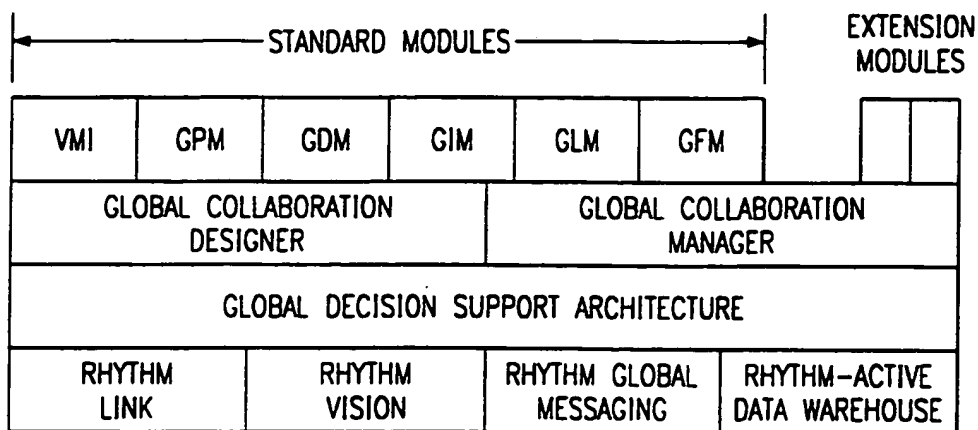 STANDARD MODULES
EXTENSION
MODULES
VMI
GPM
GDM
GIM
GLM
GFM
GLOBAL COLLABORATION
DESIGNER
GLOBAL COLLABORATION
MANAGER
GLOBAL DECISION SUPPORT ARCHITECTURE
RHYTHM
LINK
RHYTHM
VISION
RHYTHM GLOBAL
MESSAGING
RHYTHM-ACTIVE
DATA WAREHOUSE